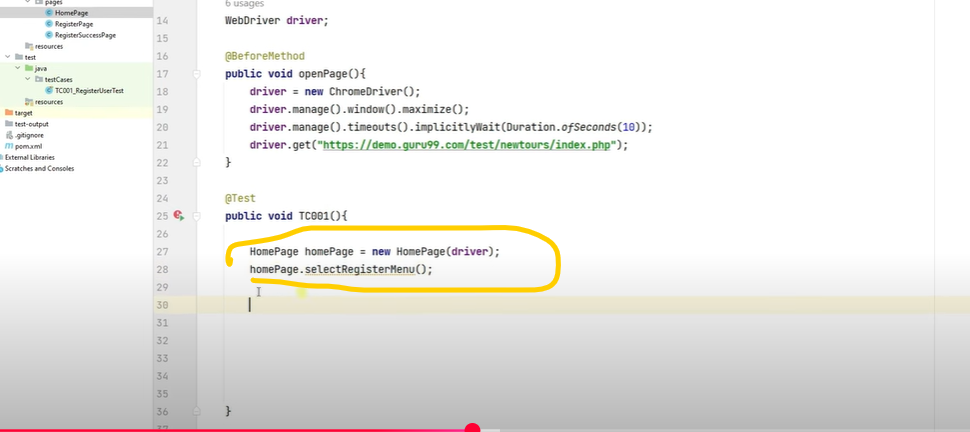 pages
HomePage
RegisterPage
RegisterSuccessPage
resources
test
java
testCases
TC001_RegisterUserTest
resources
target
test-output
.gitignore
pom.xml
External Libraries
Scratches and Consoles
6 usages
14 WebDriver driver;
15
16 @BeforeMethod
17 public void openPage(){
18 driver = new ChromeDriver();
19 driver.manage().window().maximize();
20 driver.manage().timeouts().implicitlyWait(Duration.ofSeconds(10));
21 driver.get("https://demo.guru99.com/test/newtours/index.php");
22 }
23
24 @Test
25 public void TC001(){
26
27 HomePage homePage = new HomePage(driver);
28 homePage.selectRegisterMenu();
29
30
31
32
33
34
35
36 }
37